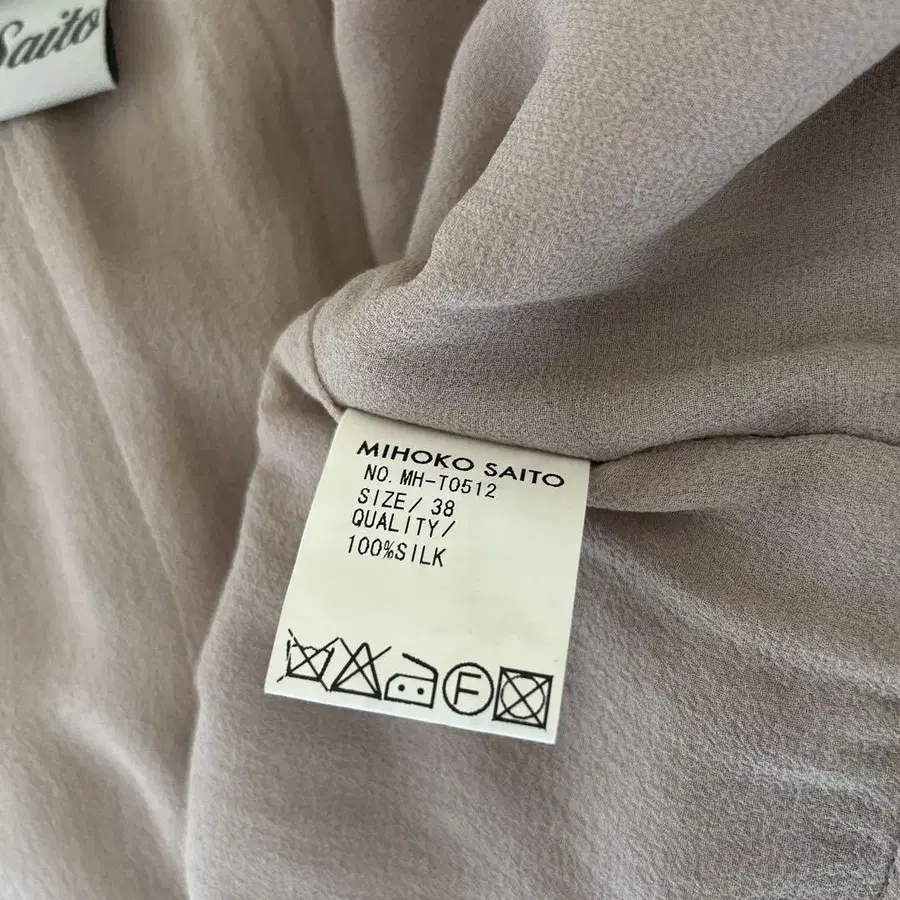 Saito
MIHOKO SAITO
NO. MH-T0512
SIZE/ 38
QUALITY/
100%SILK
F